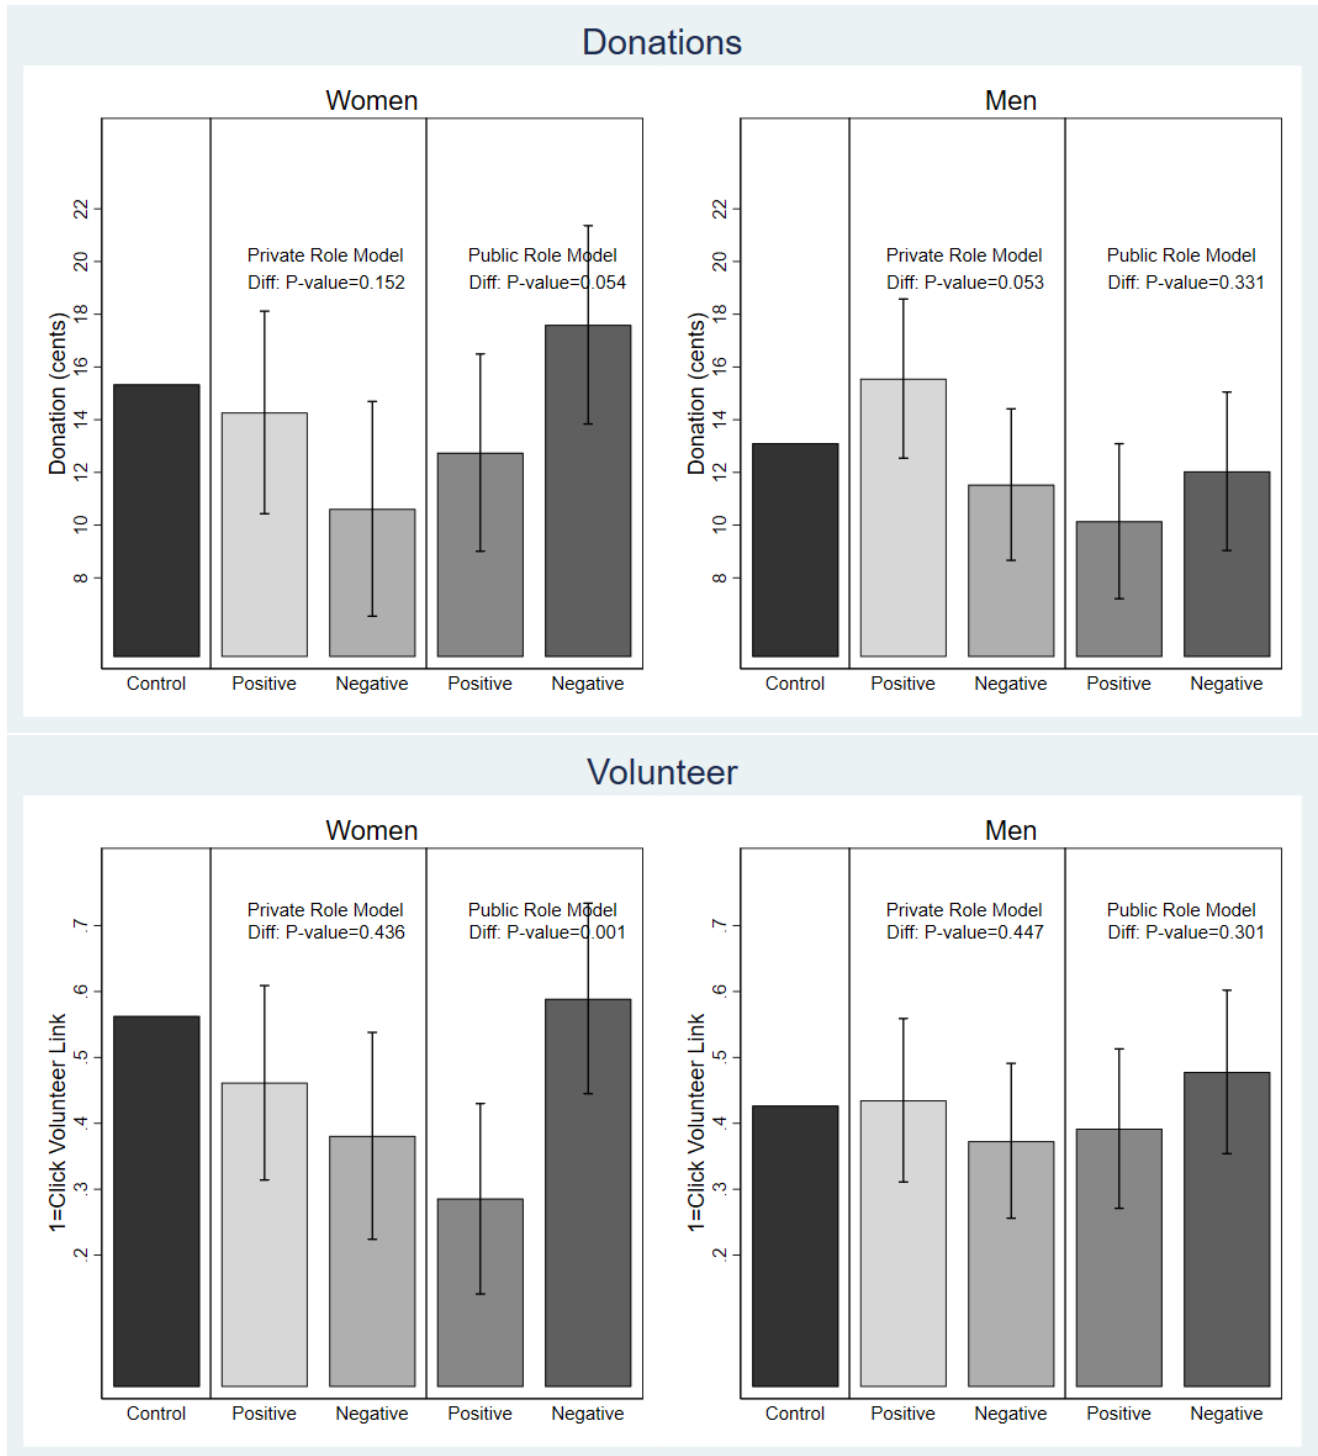 Donations
Women
Donation (cents)
22
20
18
16
14
12
10
8
Private Role Model
Diff: P-value=0.152
Public Role Model
Diff: P-value=0.054
Control
Positive
Negative
Positive
Negative
Men
Donation (cents)
22
20
18
16
14
12
10
8
Private Role Model
Diff: P-value=0.053
Public Role Model
Diff: P-value=0.331
Control
Positive
Negative
Positive
Negative
Volunteer
Women
1=Click Volunteer Link
.7
.6
.5
.4
.3
.2
Private Role Model
Diff: P-value=0.436
Public Role Model
Diff: P-value=0.001
Control
Positive
Negative
Positive
Negative
Men
1=Click Volunteer Link
.7
.6
.5
.4
.3
.2
Private Role Model
Diff: P-value=0.447
Public Role Model
Diff: P-value=0.301
Control
Positive
Negative
Positive
Negative